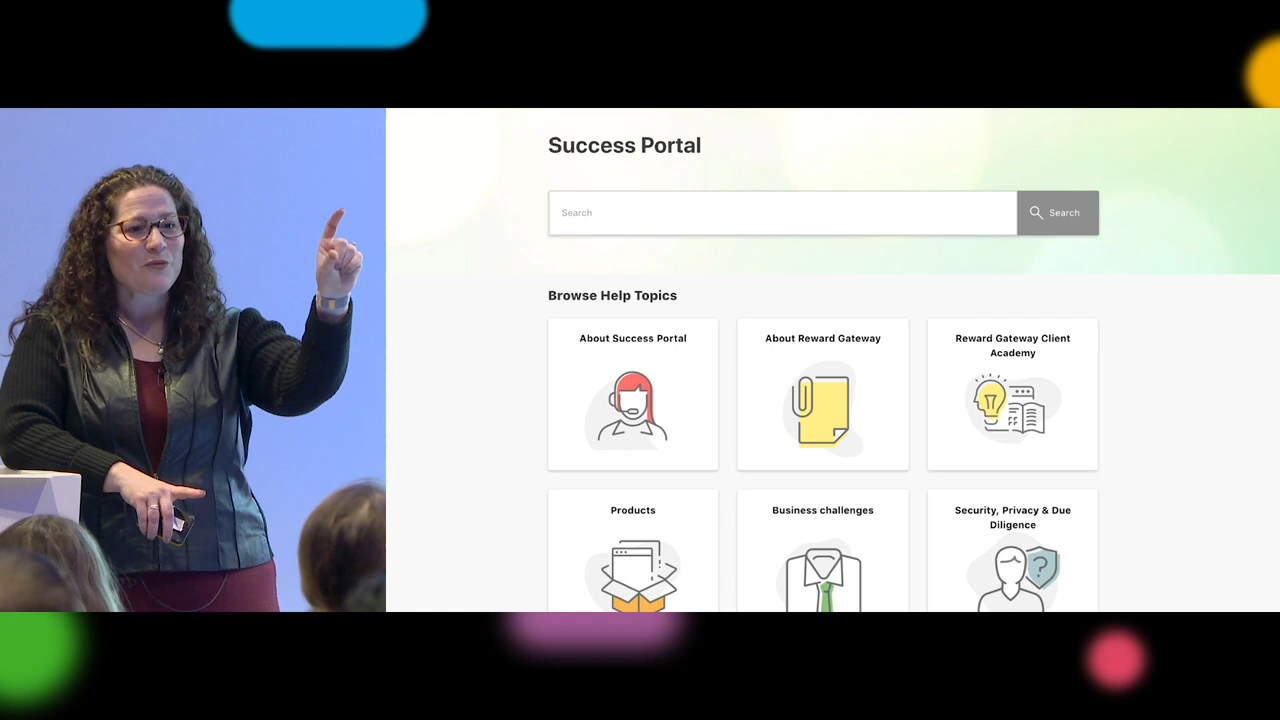 Success Portal
Search
Search
Browse Help Topics
About Success Portal
About Reward Gateway
Reward Gateway Client
Academy
Products
Business challenges
Security, Privacy & Due
Diligence
?